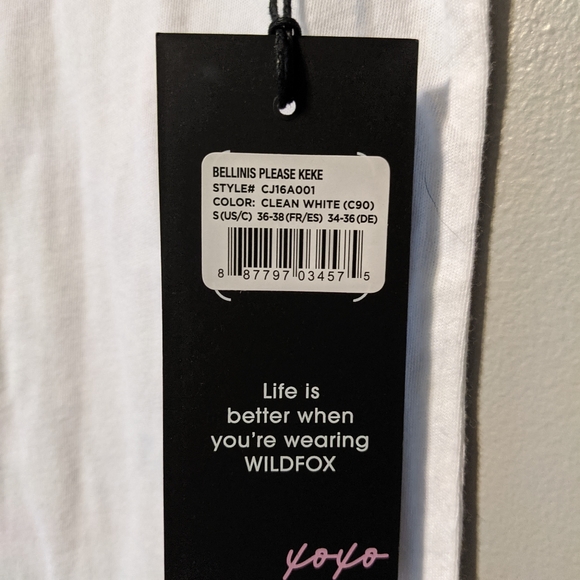 BELLINIS PLEASE KEKE
STYLE# CJ16A001
COLOR: CLEAN WHITE (C90)
S(US/C) 36-38(FR/ES) 34-36(DE)
8 87797 03457 5
Life is
better when
you're wearing
WILDFOX
xoxo